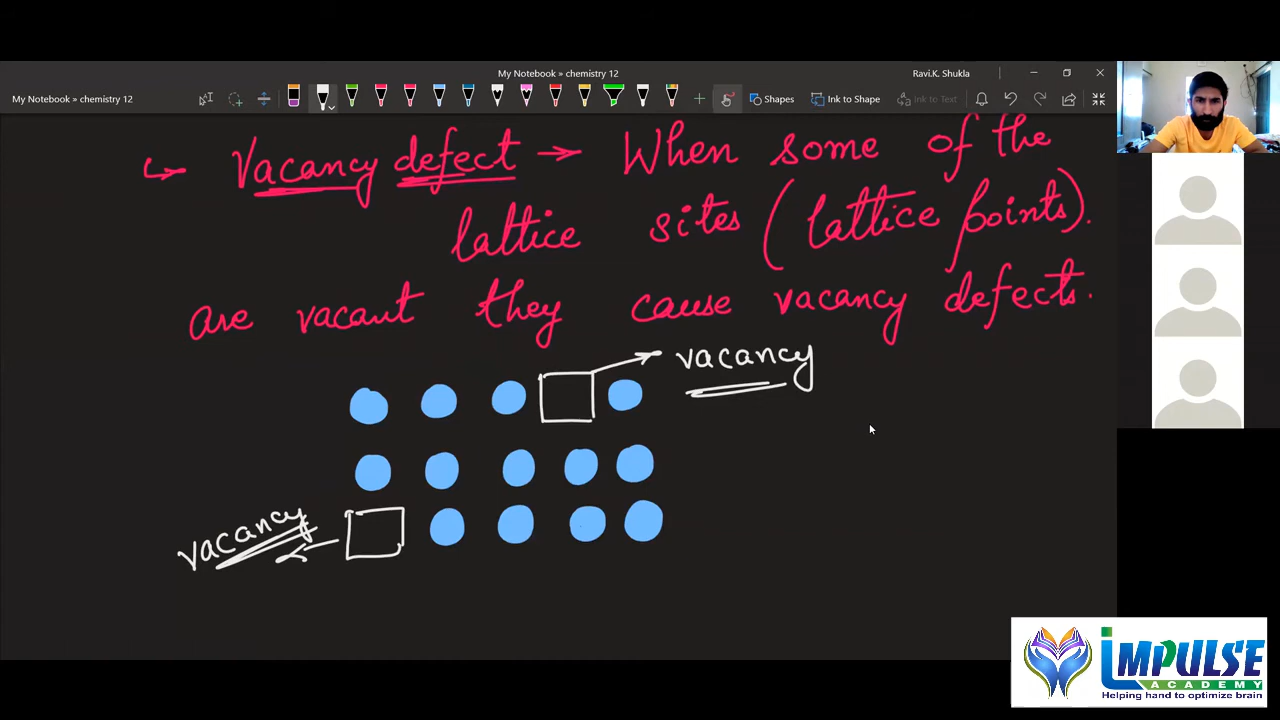 My Notebook » chemistry 12
Ravi.K. Shukla
My Notebook » chemistry 12
Shapes
Ink to Shape
Ink to Text
↳ Vacancy defect → When some of the
lattice sites (lattice points).
are vacant they cause vacancy defects.
vacancy
vacancy
IMPULSE
ACADEMY
Helping hand to optimize brain